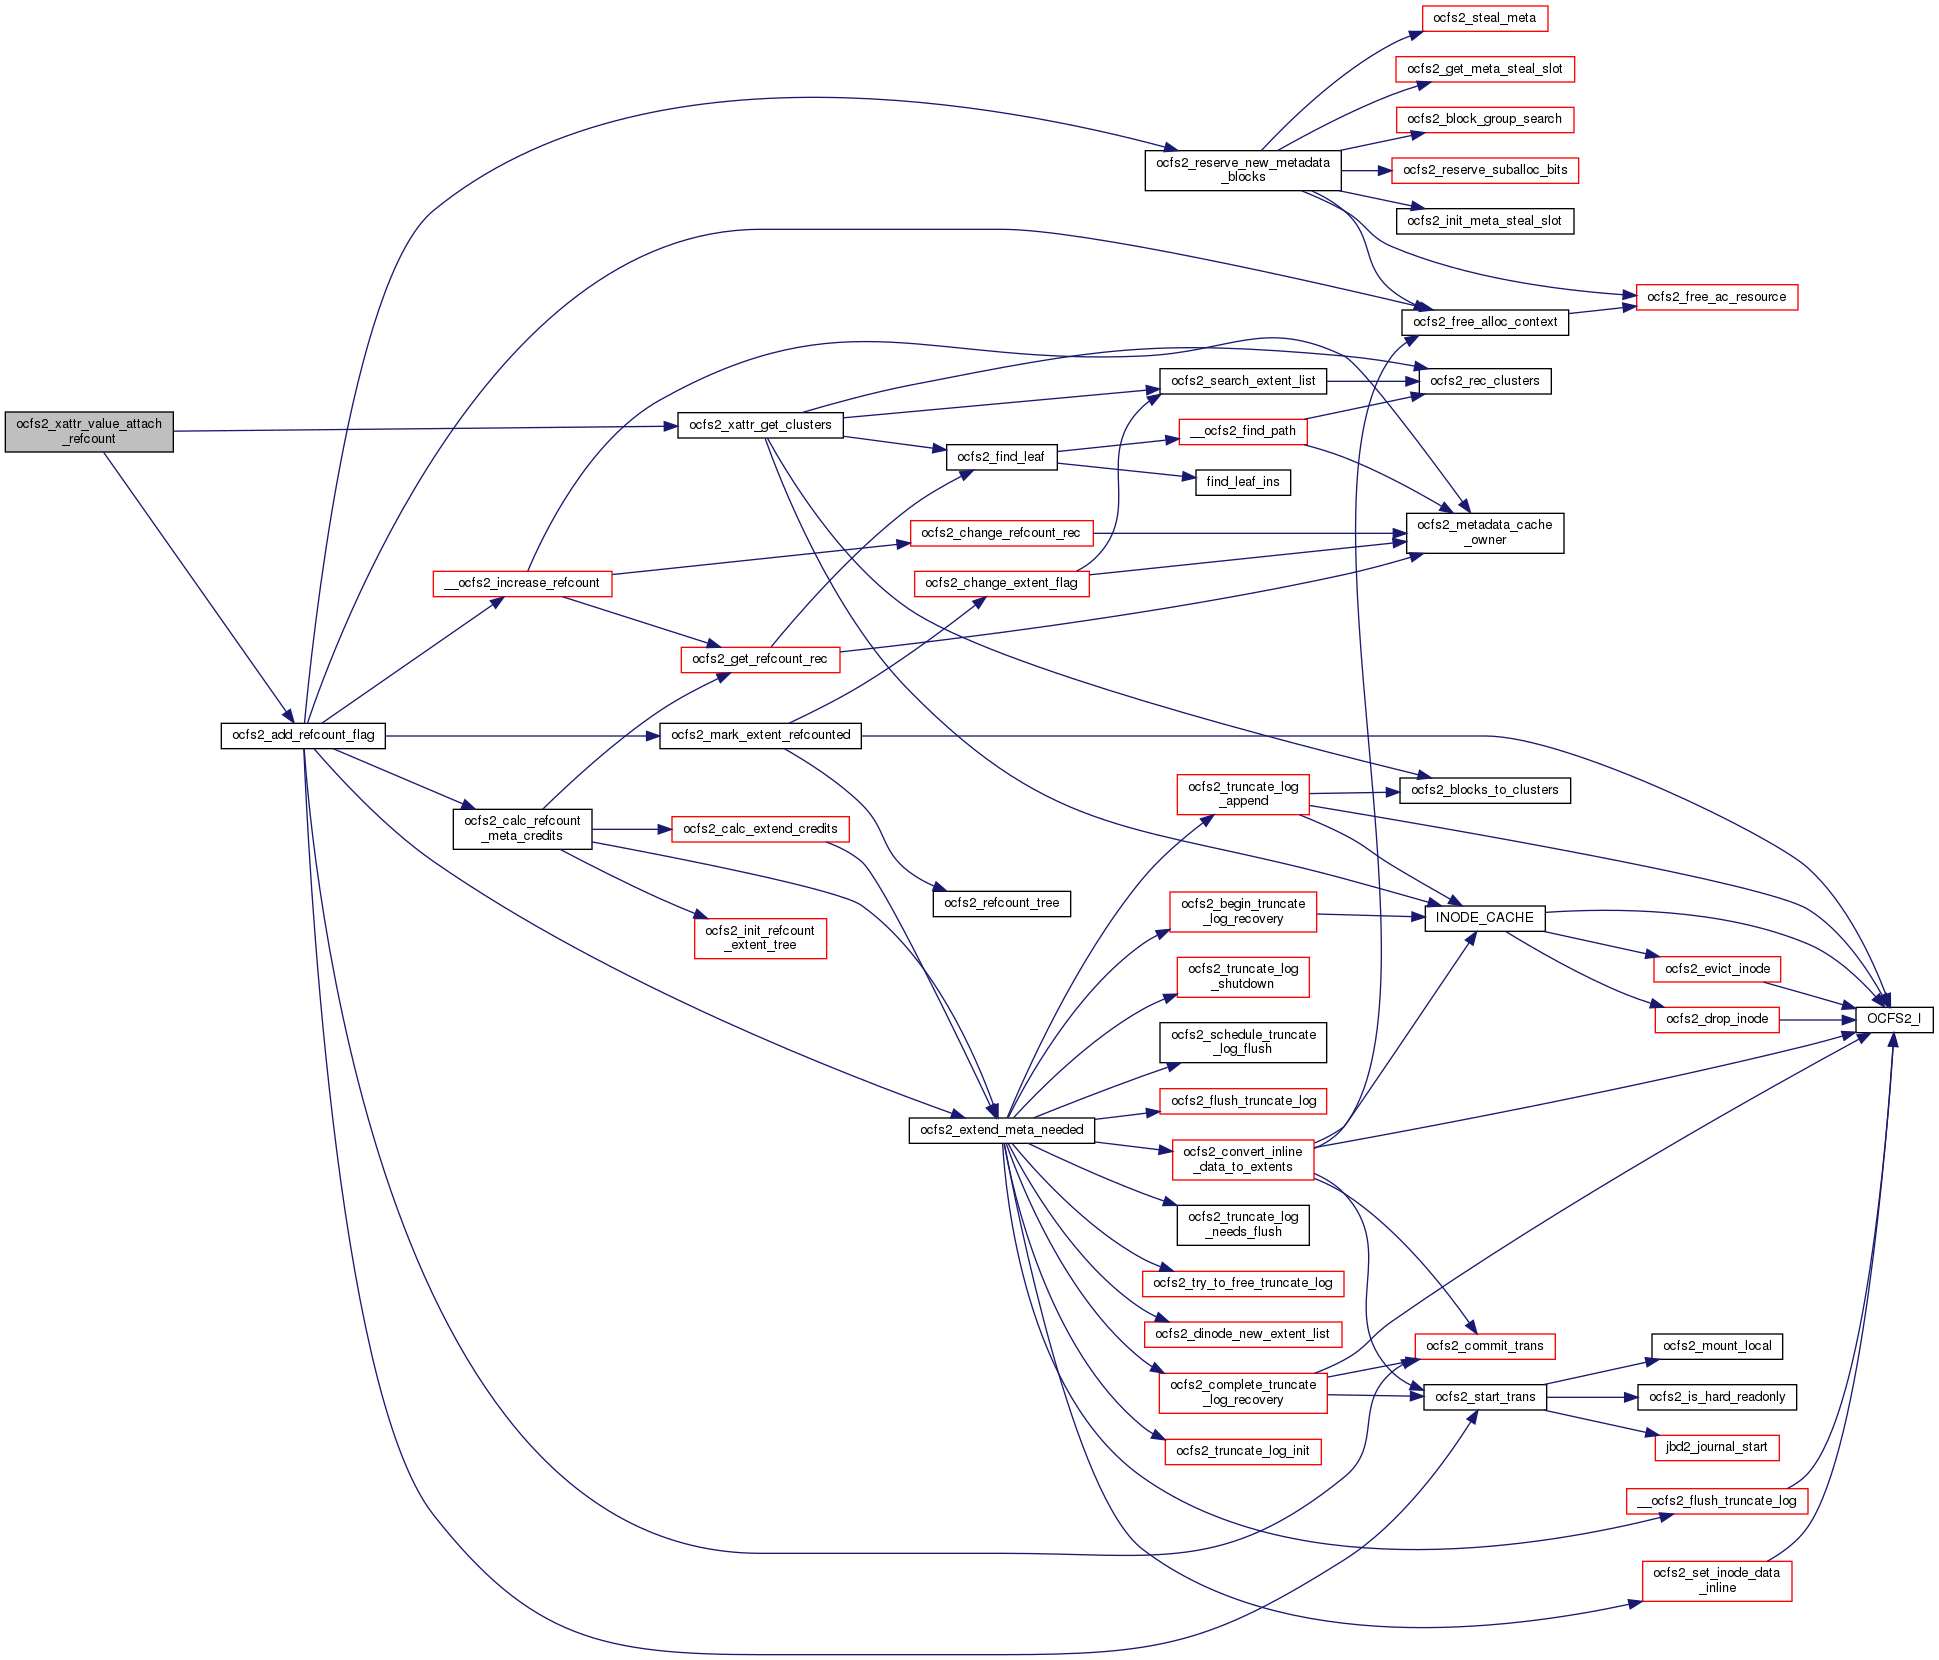 ocfs2_steal_meta
ocfs2_get_meta_steal_slot
ocfs2_block_group_search
ocfs2_reserve_new_metadata
_blocks
ocfs2_reserve_suballoc_bits
ocfs2_init_meta_steal_slot
ocfs2_free_ac_resource
ocfs2_free_alloc_context
ocfs2_search_extent_list
ocfs2_rec_clusters
ocfs2_xattr_value_attach
_refcount
ocfs2_xattr_get_clusters
__ocfs2_find_path
ocfs2_find_leaf
find_leaf_ins
ocfs2_change_refcount_rec
ocfs2_metadata_cache
_owner
__ocfs2_increase_refcount
ocfs2_change_extent_flag
ocfs2_get_refcount_rec
ocfs2_add_refcount_flag
ocfs2_mark_extent_refcounted
ocfs2_truncate_log
_append
ocfs2_blocks_to_clusters
ocfs2_calc_refcount
_meta_credits
ocfs2_calc_extend_credits
ocfs2_refcount_tree
ocfs2_begin_truncate
_log_recovery
INODE_CACHE
ocfs2_init_refcount
_extent_tree
ocfs2_truncate_log
_shutdown
ocfs2_evict_inode
ocfs2_drop_inode
OCFS2_I
ocfs2_schedule_truncate
_log_flush
ocfs2_flush_truncate_log
ocfs2_extend_meta_needed
ocfs2_convert_inline
_data_to_extents
ocfs2_truncate_log
_needs_flush
ocfs2_try_to_free_truncate_log
ocfs2_dinode_new_extent_list
ocfs2_commit_trans
ocfs2_mount_local
ocfs2_complete_truncate
_log_recovery
ocfs2_start_trans
ocfs2_is_hard_readonly
ocfs2_truncate_log_init
jbd2_journal_start
__ocfs2_flush_truncate_log
ocfs2_set_inode_data
_inline